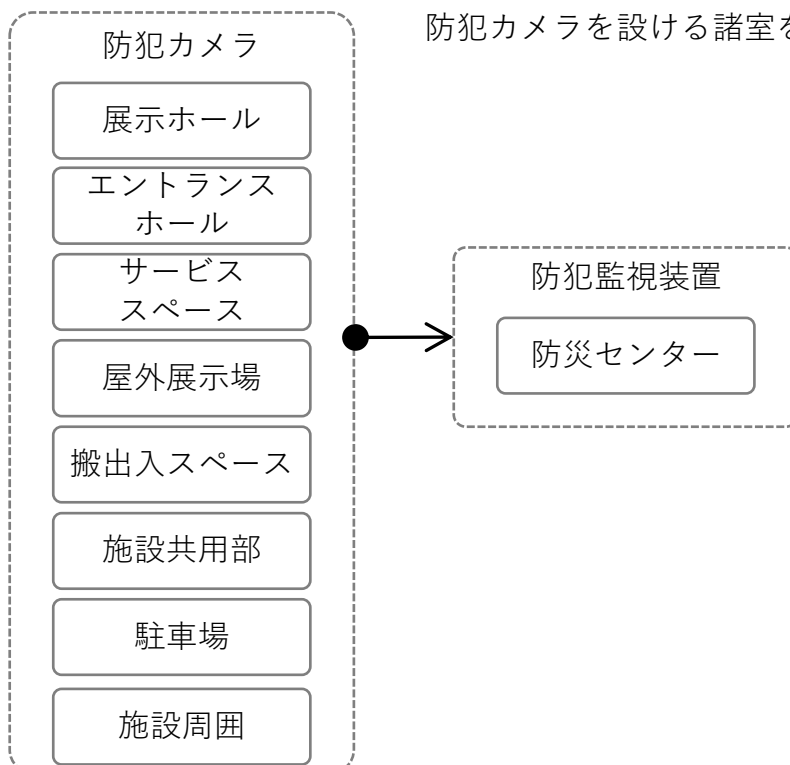 防犯カメラを設ける諸室を
防犯カメラ
展示ホール
エントランス
ホール
サービス
スペース
屋外展示場
搬出入スペース
施設共用部
駐車場
施設周囲
防犯監視装置
防災センター